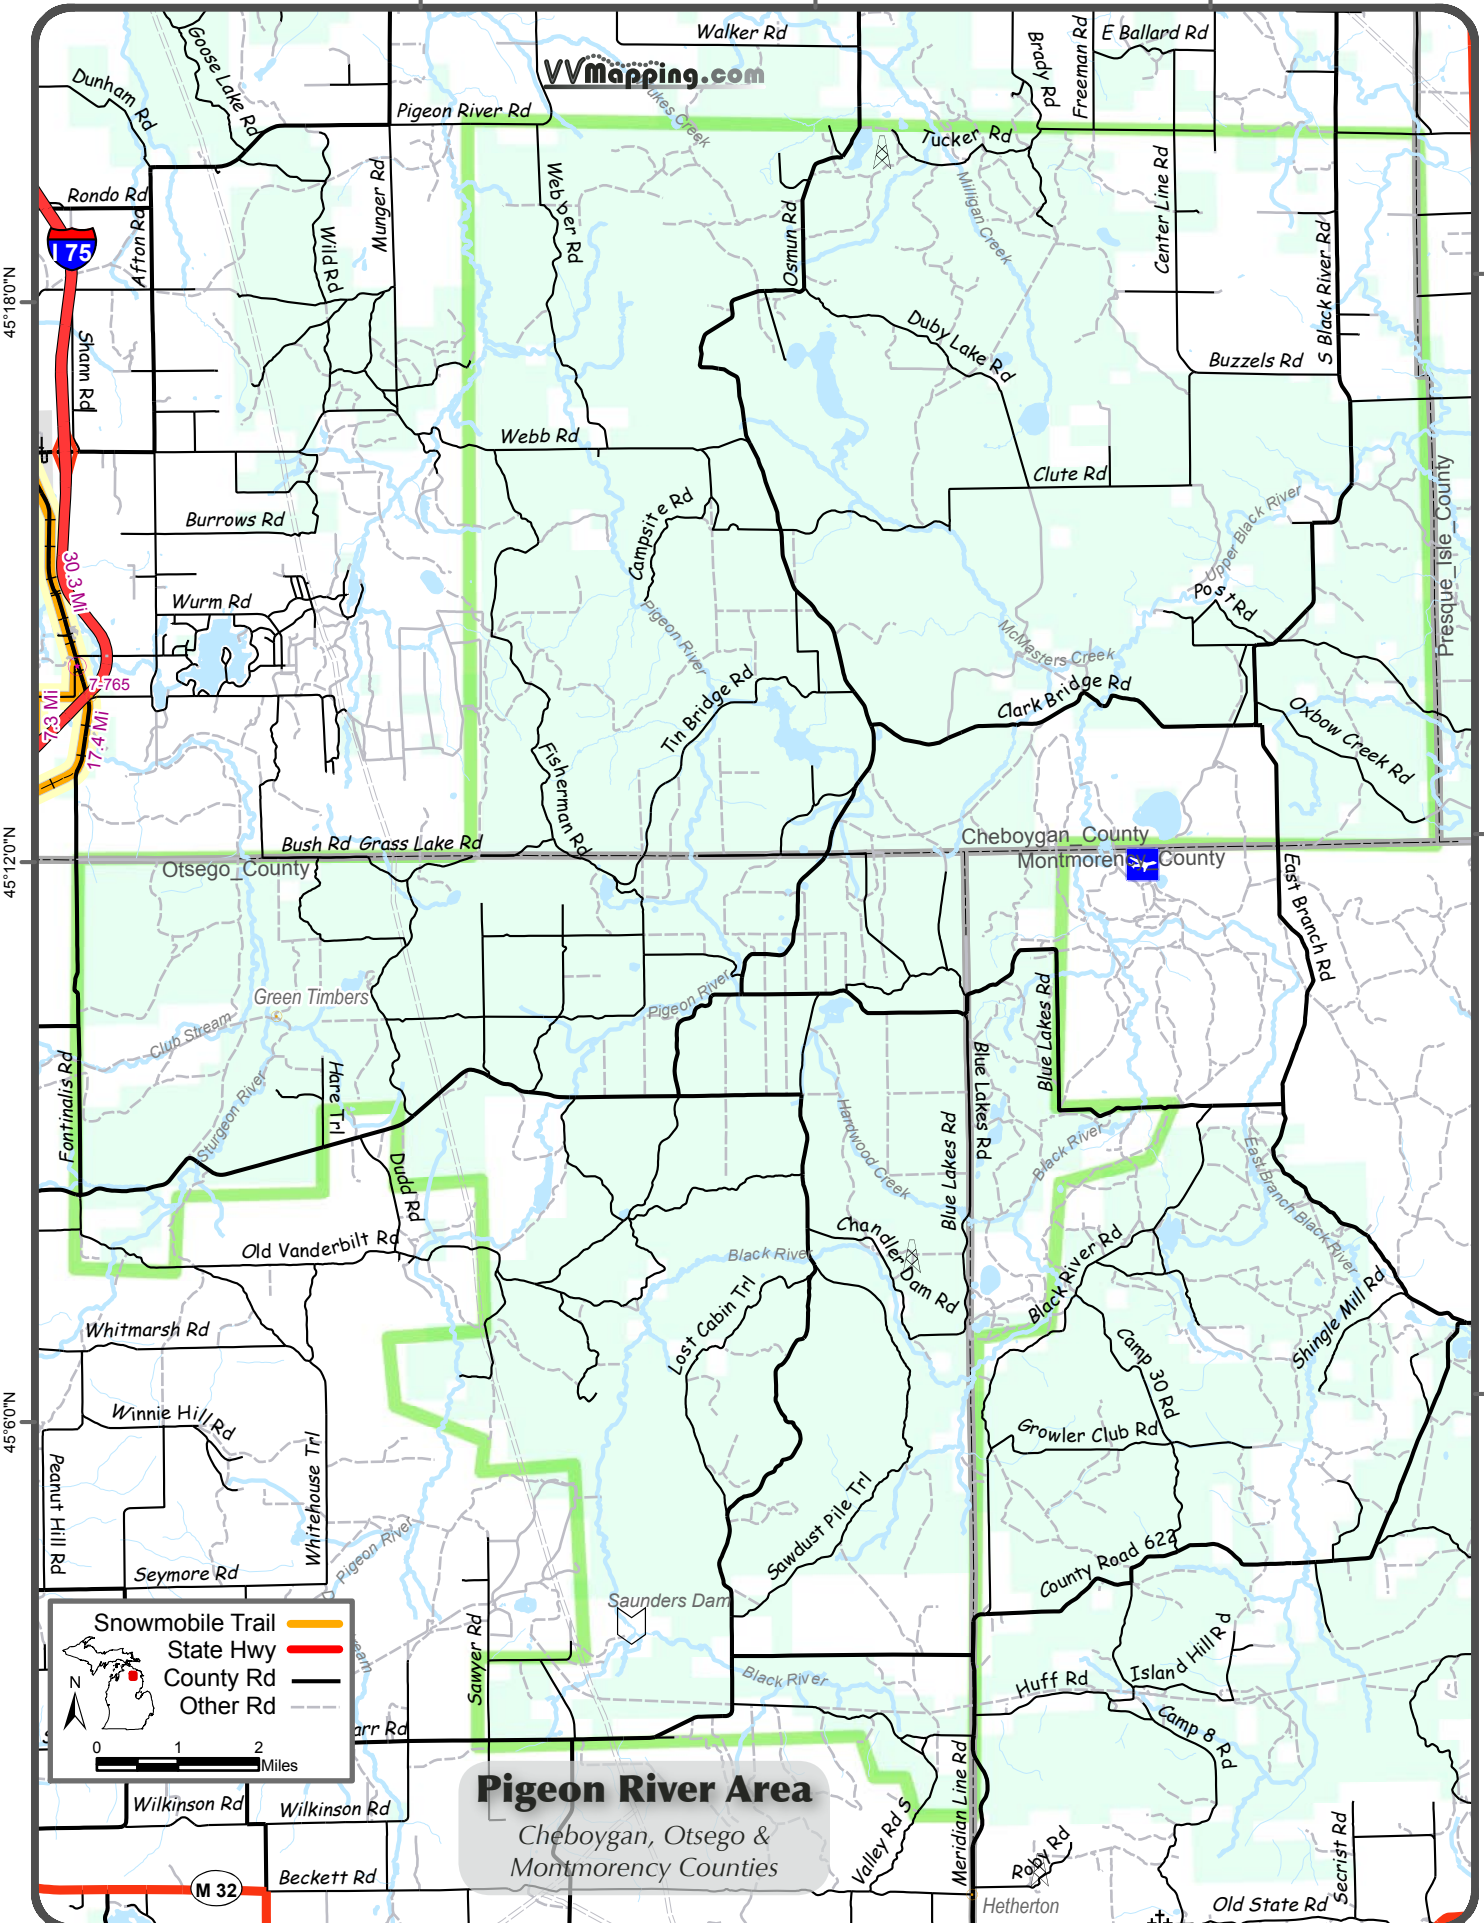 Walker Rd
E Ballard Rd
Goose Lake Rd
Brady Rd
Freeman Rd
VVMapping.com
Dunham Rd
Pigeon River Rd
ukes Creek
Tucker Rd
Rondo Rd
Afton Rd
Munger Rd
Webber Rd
Milligan Creek
Center Line Rd
I 75
Wild Rd
Osmun Rd
S Black River Rd
45°18'0"N
Shann Rd
Duby Lake Rd
Buzzels Rd
Webb Rd
Clute Rd
Presque_Isle_County
Burrows Rd
Campsite Rd
Upper Black River
30.3 Mi
Wurm Rd
Post Rd
Pigeon River
McMasters Creek
7-765
7.3 Mi
17.4 Mi
Tin Bridge Rd
Clark Bridge Rd
Oxbow Creek Rd
Fisherman Rd
45°12'0"N
Bush Rd
Grass Lake Rd
Cheboygan_County
Otsego_County
Montmorency_County
East Branch Rd
Green Timbers
Pigeon River
Blue Lakes Rd
Club Stream
Fontinalis Rd
Hare Trl
Sturgeon River
Blue Lakes Rd
Hardwood Creek
Blue Lakes Rd
Black River
East Branch Black River
Dudd Rd
Old Vanderbilt Rd
Black River
Chandler Dam Rd
Black River Rd
Whitmarsh Rd
Lost Cabin Trl
Shingle Mill Rd
Camp 30 Rd
45°6'0"N
Winnie Hill Rd
Growler Club Rd
Peanut Hill Rd
Whitehouse Trl
Sawdust Pile Trl
Pigeon River
County Road 622
Seymore Rd
Saunders Dam
Sawyer Rd
Island Hill Rd
Black River
Huff Rd
Camp 8 Rd
Snowmobile Trail
State Hwy
County Rd
Other Rd
N
0 1 2
Miles
eam
arr Rd
Wilkinson Rd
Wilkinson Rd
Pigeon River Area
Cheboygan, Otsego &
Montmorency Counties
Meridian Line Rd
Valley Rd S
Roby Rd
Secrist Rd
Beckett Rd
M 32
Hetherton
Old State Rd